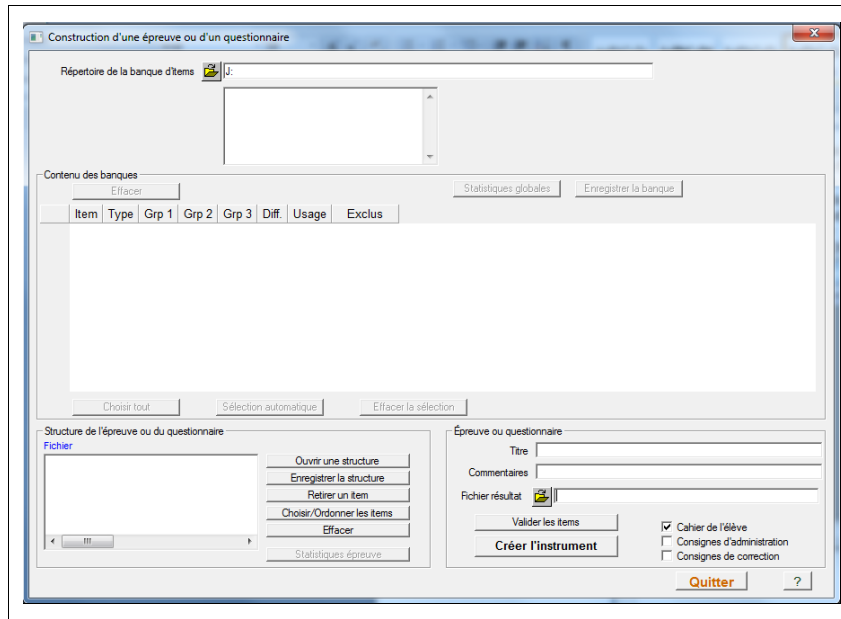 Construction d'une épreuve ou d'un questionnaire
Répertoire de la banque d'items J:
Contenu des banques
Effacer Statistiques globales Enregistrer la banque
Item Type Grp 1 Grp 2 Grp 3 Diff. Usage Exclus
Choisir tout Sélection automatique Effacer la sélection
Structure de l'épreuve ou du questionnaire
Fichier
Ouvrir une structure
Enregistrer la structure
Retirer un item
Choisir/Ordonner les items
Effacer
Statistiques épreuve
Épreuve ou questionnaire
Titre
Commentaires
Fichier résultat
Valider les items
Créer l'instrument
Cahier de l'élève
Consignes d'administration
Consignes de correction
Quitter ?